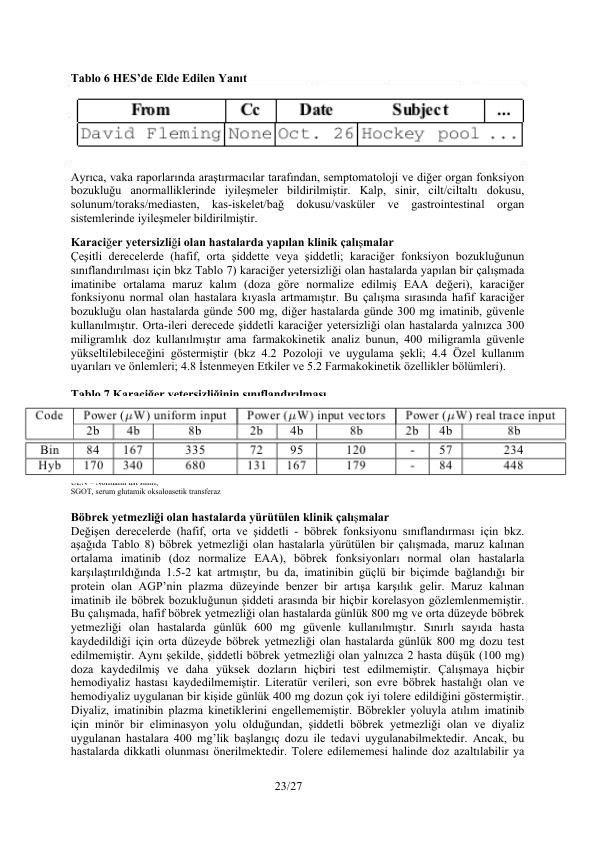 Tablo 6 HES’de Elde Edilen Yanıt
From Cc Date Subject ...
David Fleming None Oct. 26 Hockey pool ...
Ayrıca, vaka raporlarında araştırmacılar tarafından, semptomatoloji ve diğer organ fonksiyon
bozukluğu anormalliklerinde iyileşmeler bildirilmiştir. Kalp, sinir, cilt/ciltaltı dokusu,
solunum/toraks/mediasten, kas-iskelet/bağ dokusu/vasküler ve gastrointestinal organ
sistemlerinde iyileşmeler bildirilmiştir.
Karaciğer yetersizliği olan hastalarda yapılan klinik çalışmalar
Çeşitli derecelerde (hafif, orta şiddette veya şiddetli; karaciğer fonksiyon bozukluğunun
sınıflandırılması için bkz Tablo 7) karaciğer yetersizliği olan hastalarda yapılan bir çalışmada
imatinibe ortalama maruz kalım (doza göre normalize edilmiş EAA değeri), karaciğer
fonksiyonu normal olan hastalara kıyasla artmamıştır. Bu çalışma sırasında hafif karaciğer
bozukluğu olan hastalarda günde 500 mg, diğer hastalarda günde 300 mg imatinib, güvenle
kullanılmıştır. Orta-ileri derecede şiddetli karaciğer yetersizliği olan hastalarda yalnızca 300
miligramlık doz kullanılmıştır ama farmakokinetik analiz bunun, 400 miligrama güvenle
yükseltilebileceğini göstermiştir (bkz 4.2 Pozoloji ve uygulama şekli; 4.4 Özel kullanım
uyarıları ve önlemleri; 4.8 İstenmeyen Etkiler ve 5.2 Farmakokinetik özellikler bölümleri).
Tablo 7 Karaciğer yetersizliğinin sınıflandırılması
Code Power (μW) uniform input Power (μW) input vectors Power (μW) real trace input
2b 4b 8b 2b 4b 8b 2b 4b 8b
Bin 84 167 335 72 95 120 - 57 234
Hyb 170 340 680 131 167 179 - 84 448
SGOT, serum glutamik oksaloasetik transferaz
Böbrek yetmezliği olan hastalarda yürütülen klinik çalışmalar
Değişen derecelerde (hafif, orta ve şiddetli - böbrek fonksiyonu sınıflandırması için bkz.
aşağıda Tablo 8) böbrek yetmezliği olan hastalarla yürütülen bir çalışmada, maruz kalınan
ortalama imatinib (doz normalize EAA), böbrek fonksiyonları normal olan hastalarla
karşılaştırıldığında 1.5-2 kat artmıştır, bu da, imatinibin güçlü bir biçimde bağlandığı bir
protein olan AGP’nin plazma düzeyinde benzer bir artışa karşılık gelir. Maruz kalınan
imatinib ile böbrek bozukluğunun şiddeti arasında bir hiçbir korelasyon gözlemlenmemiştir.
Bu çalışmada, hafif böbrek yetmezliği olan hastalarda günlük 800 mg ve orta düzeyde böbrek
yetmezliği olan hastalarda günlük 600 mg güvenle kullanılmıştır. Sınırlı sayıda hasta
kaydedildiği için orta düzeyde böbrek yetmezliği olan hastalarda günlük 800 mg dozu test
edilmemiştir. Aynı şekilde, şiddetli böbrek yetmezliği olan yalnızca 2 hasta düşük (100 mg)
doza kaydedilmiş ve daha yüksek dozların hiçbiri test edilmemiştir. Çalışmaya hiçbir
hemodiyaliz hastası kaydedilmemiştir. Literatür verileri, son evre böbrek hastalığı olan ve
hemodiyaliz uygulanan bir kişide günlük 400 mg dozun çok iyi tolere edildiğini göstermiştir.
Diyaliz, imatinibin plazma kinetiklerini engellememiştir. Böbrekler yoluyla atılım imatinib
için minör bir eliminasyon yolu olduğundan, şiddetli böbrek yetmezliği olan ve diyaliz
uygulanan hastalara 400 mg’lik başlangıç dozu ile tedavi uygulanabilmektedir. Ancak, bu
hastalarda dikkatli olunması önerilmektedir. Tolere edilememesi halinde doz azaltılabilir ya
23/27